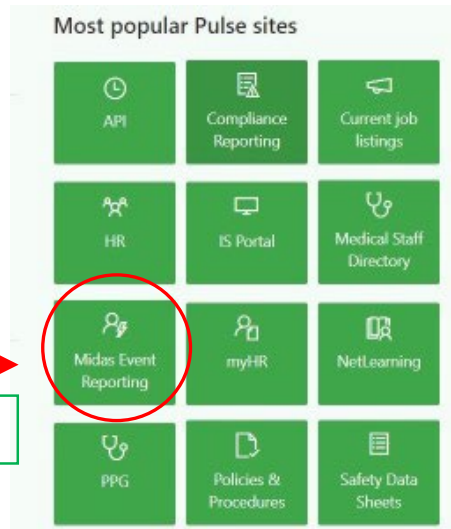 Most popular Pulse sites
API
Compliance
Reporting
Current job
listings
HR
IS Portal
Medical Staff
Directory
Midas Event
Reporting
myHR
NetLearning
PPG
Policies &
Procedures
Safety Data
Sheets